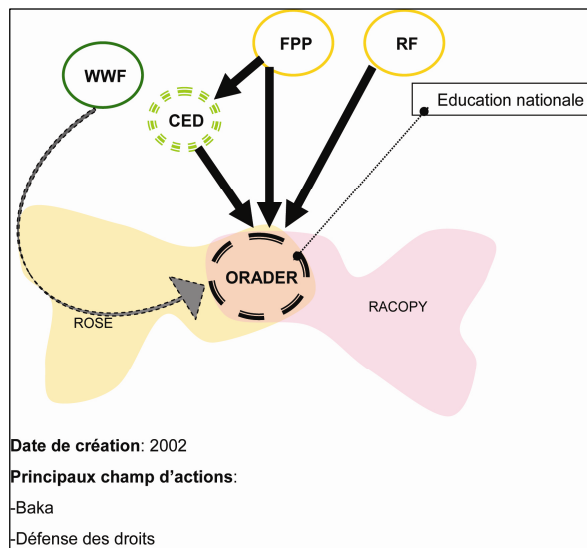 FPP
RF
WWF
Education nationale
CED
ORADER
RACOPY
ROSE
Date de création: 2002
Principaux champ d’actions:
-Baka
-Défense des droits